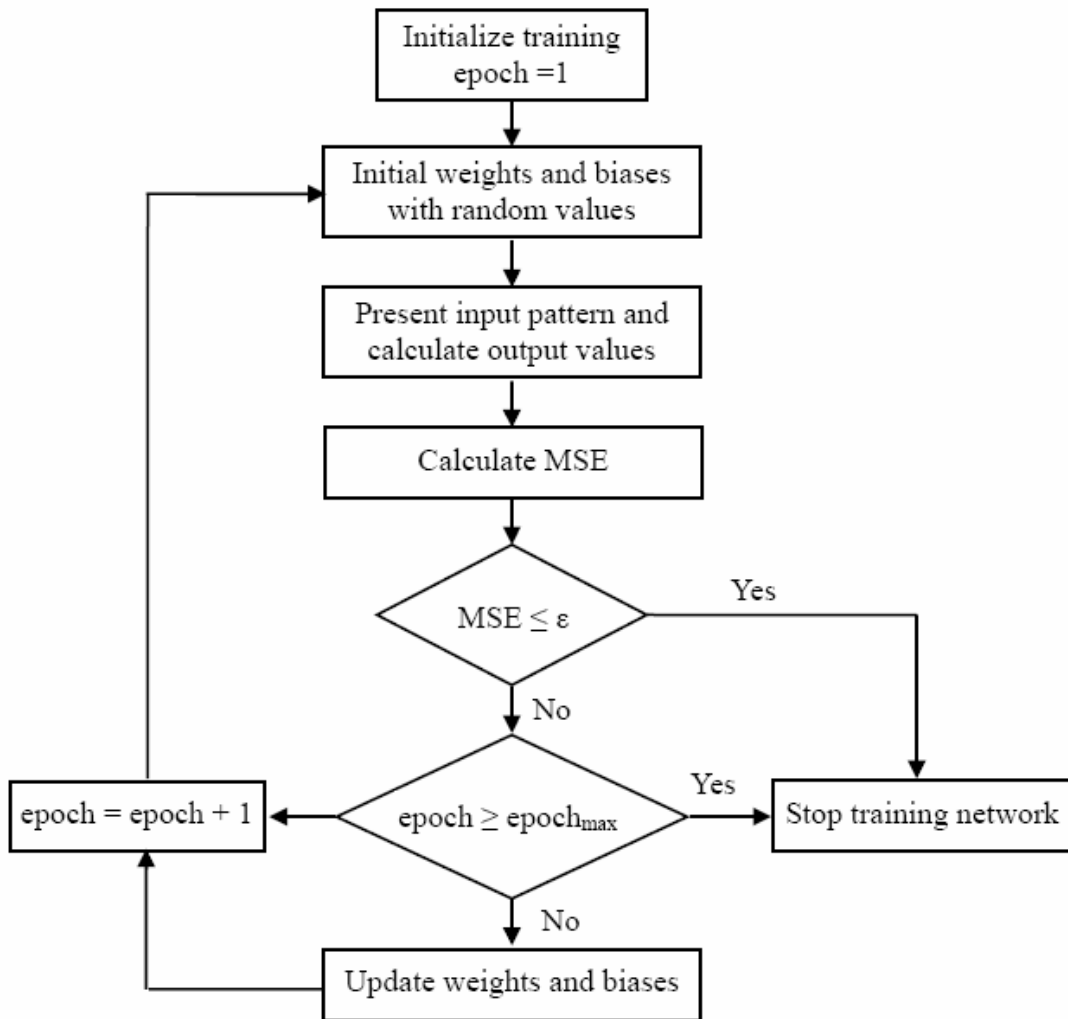 Initialize training
epoch =1
Initial weights and biases
with random values
Present input pattern and
calculate output values
Calculate MSE
MSE ≤ ε
Yes
No
epoch ≥ epochmax
Yes
Stop training network
epoch = epoch + 1
No
Update weights and biases